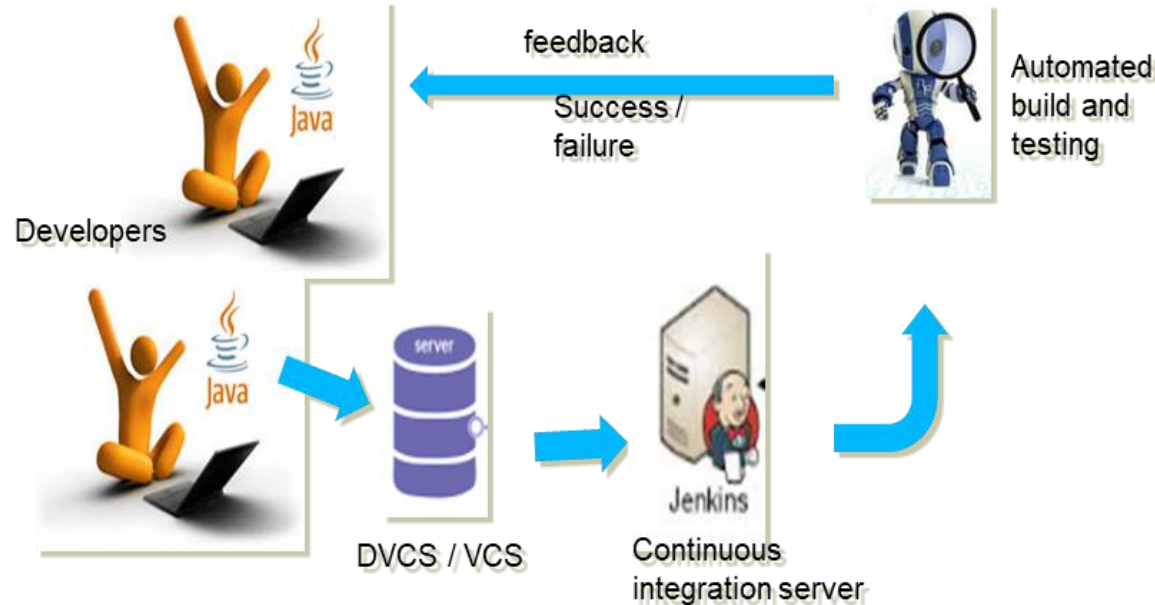 feedback
Success /
failure
Java
Automated
build and
testing
Developers
Java
server
Jenkins
DVCS / VCS
Continuous
integration server